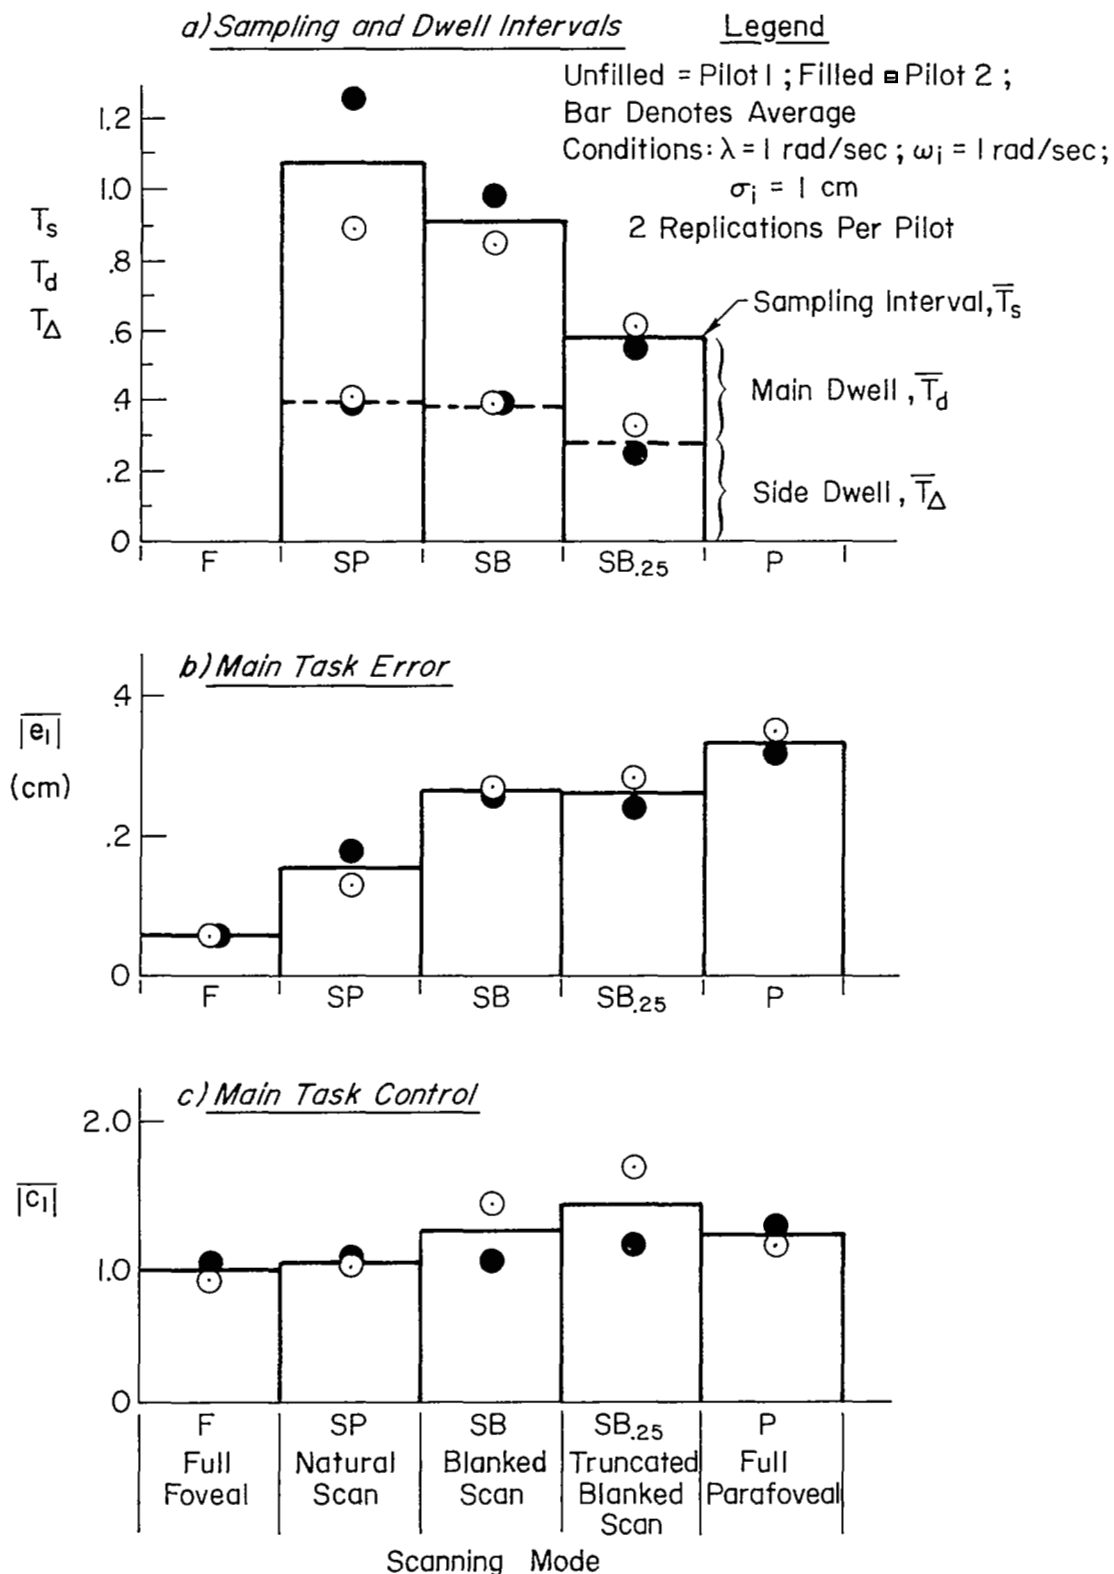 a) Sampling and Dwell Intervals
Legend
Unfilled = Pilot 1 ; Filled = Pilot 2 ;
Bar Denotes Average
Conditions: λ = 1 rad/sec ; ωi = 1 rad/sec;
σi = 1 cm
2 Replications Per Pilot
Ts
Td
TΔ
1.2
1.0
.8
.6
.4
.2
0
Sampling Interval, T̅s
Main Dwell, T̅d
Side Dwell, T̅Δ
F SP SB SB.25 P
b) Main Task Error
|e1|
(cm)
.4
.2
0
F SP SB SB.25 P
c) Main Task Control
|c1|
2.0
1.0
0
F SP SB SB.25 P
Full Natural Blanked Truncated Full
Foveal Scan Scan Blanked Parafoveal
Scan
Scanning Mode